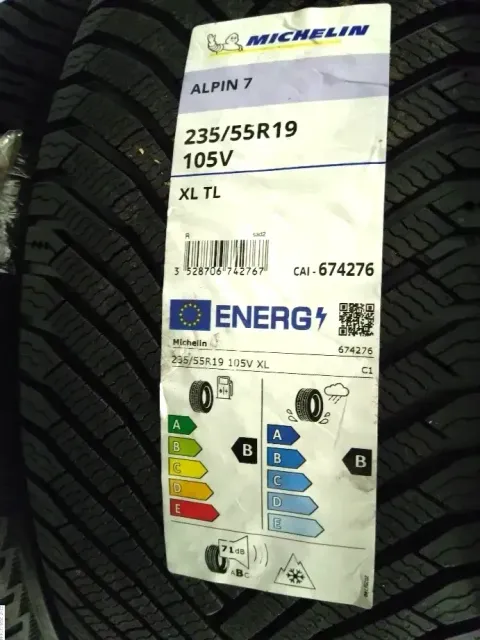 MICHELIN
ALPIN 7
235/55R19
105V
XL TL
R
3 528706 742767
CAI - 674276
ENERG
Michelin
674276
235/55R19 105V XL
C1
A
B
C
D
E
B
A
B
C
D
E
B
71dB
ABC